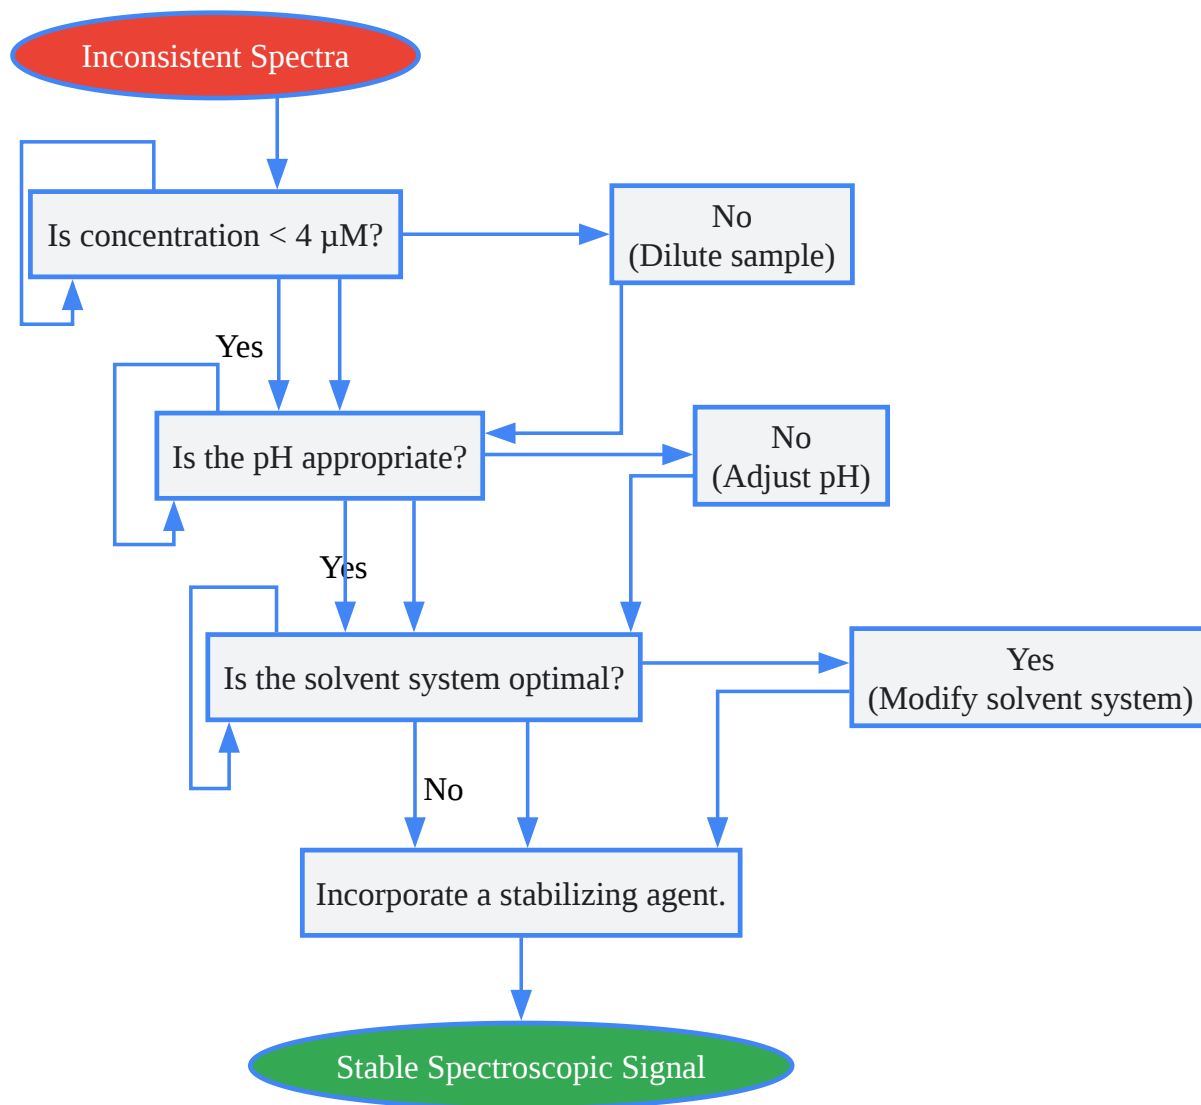 Inconsistent Spectra
Is concentration < 4 µM?
No
(Dilute sample)
Yes
Is the pH appropriate?
No
(Adjust pH)
Yes
Is the solvent system optimal?
Yes
(Modify solvent system)
No
Incorporate a stabilizing agent.
Stable Spectroscopic Signal